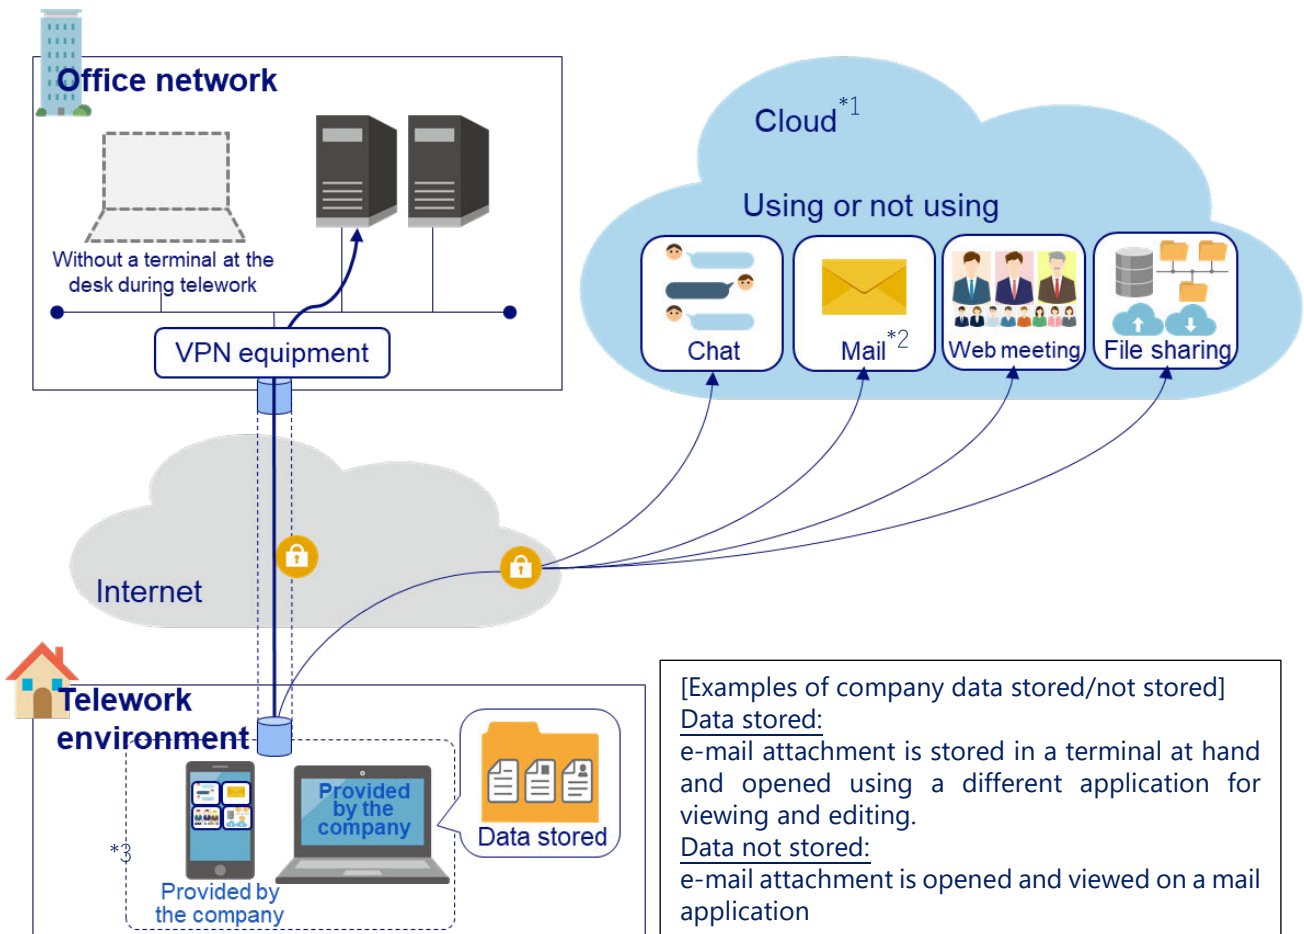 Office network
Without a terminal at the
desk during telework
VPN equipment
Cloud*1
Using or not using
Chat
Mail*2
Web meeting
File sharing
Internet
Telework
environment
*3
Provided by
the company
Provided
by the
company
Data stored
[Examples of company data stored/not stored]
Data stored:
e-mail attachment is stored in a terminal at hand
and opened using a different application for
viewing and editing.
Data not stored:
e-mail attachment is opened and viewed on a mail
application